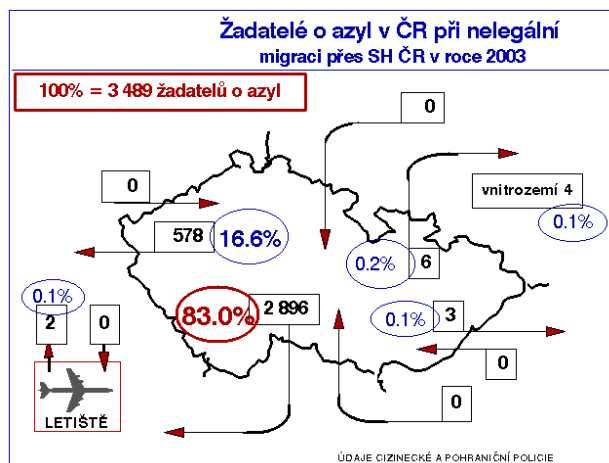 Žadatelé o azyl v ČR při nelegální
migraci přes SH ČR v roce 2003
100% = 3 489 žadatelů o azyl
0
0
vnitrozemí 4
0.1%
578
16.6%
0.2%
6
0.1%
2
0
83.0%
2 896
0.1%
3
0
0
LETIŠTĚ
ÚDAJE CIZINECKÉ A POHRANIČNÍ POLICIE